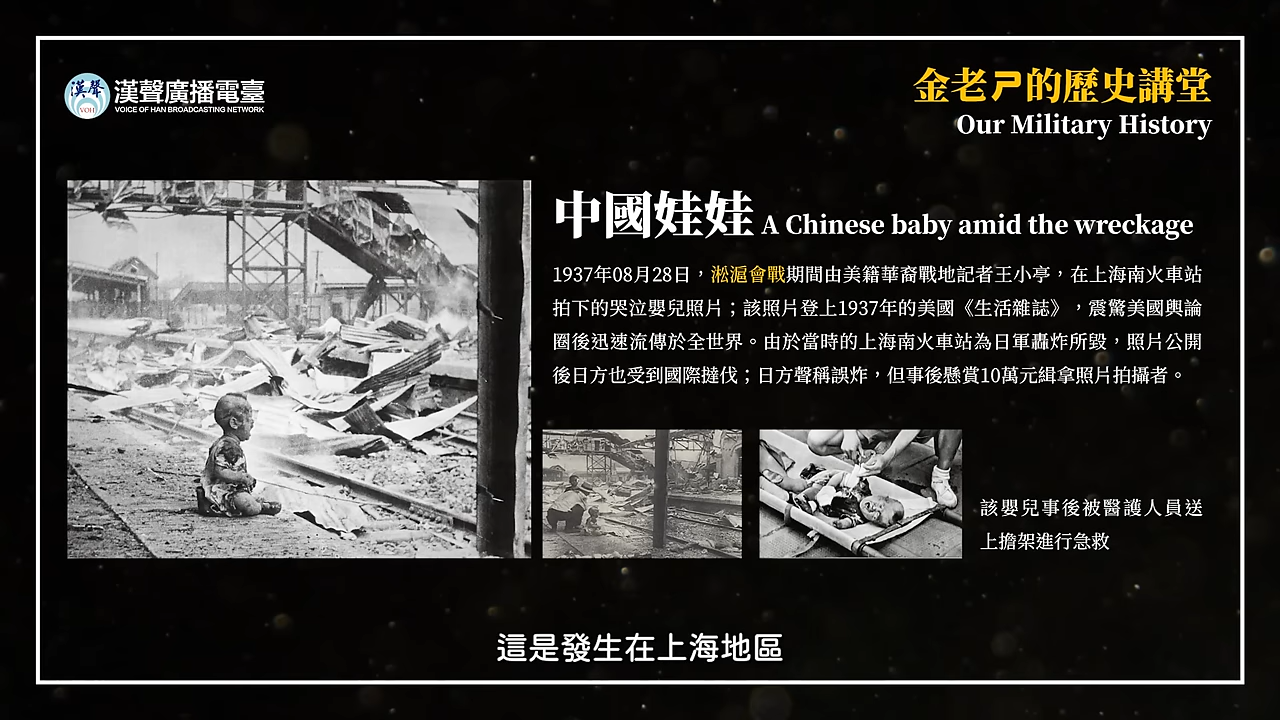 漢聲
VOH
漢聲廣播電臺
VOICE OF HAN BROADCASTING NETWORK
金老ㄕ的歷史講堂
Our Military History
中國娃娃 A Chinese baby amid the wreckage
1937年08月28日，淞滬會戰期間由美籍華裔戰地記者王小亭，在上海南火車站
拍下的哭泣嬰兒照片；該照片登上1937年的美國《生活雜誌》，震驚美國輿論
圈後迅速流傳於全世界。由於當時的上海南火車站為日軍轟炸所毀，照片公開
後日方也受到國際撻伐；日方聲稱誤炸，但事後懸賞10萬元緝拿照片拍攝者。
該嬰兒事後被醫護人員送
上擔架進行急救
這是發生在上海地區